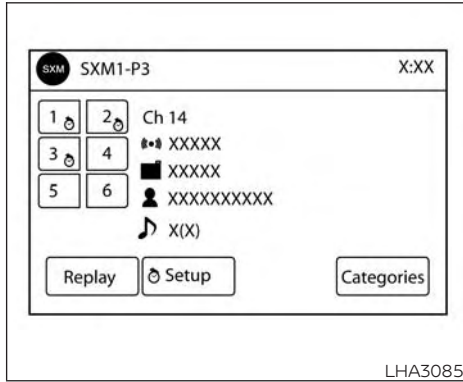 SXM SXM1-P3 X:XX
1 2 Ch 14
XXXXX
3 4 XXXXX
5 6 XXXXXXXXXX
X(X)
Replay Setup Categories
LHA3085